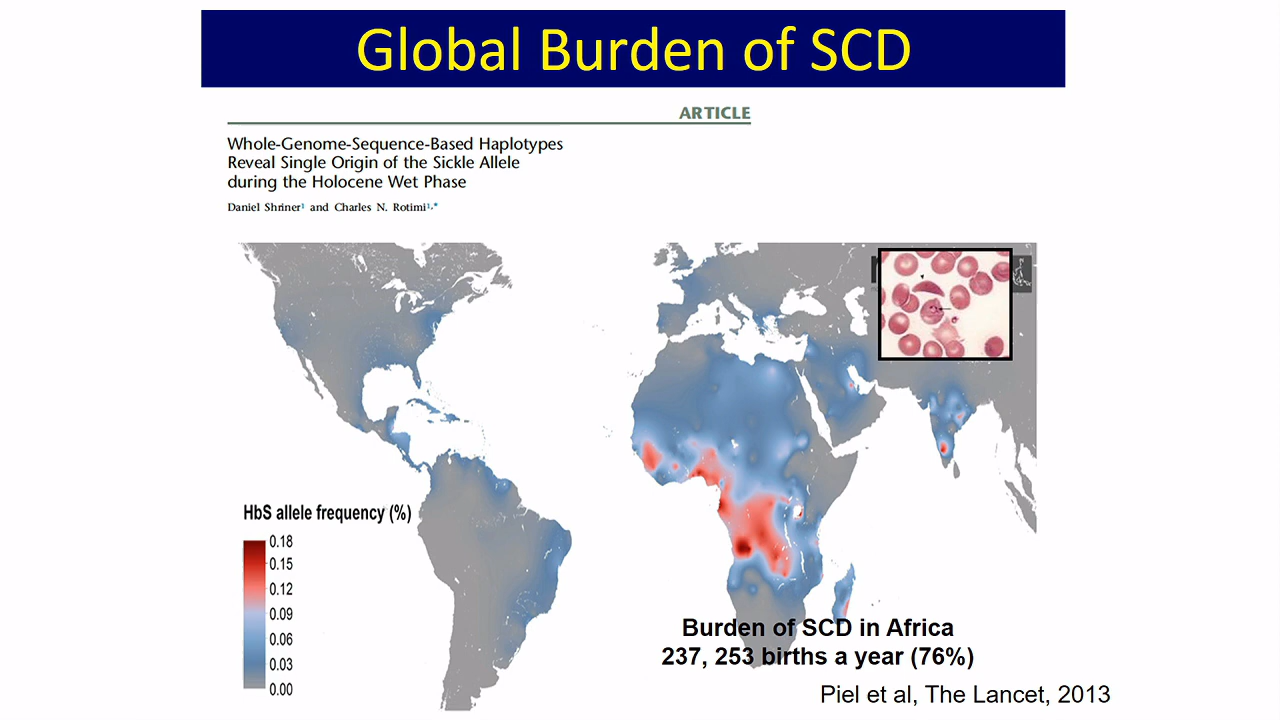 Global Burden of SCD
ARTICLE
Whole-Genome-Sequence-Based Haplotypes
Reveal Single Origin of the Sickle Allele
during the Holocene Wet Phase
Daniel Shriner¹ and Charles N. Rotimi¹,*
HbS allele frequency (%)
0.18
0.15
0.12
0.09
0.06
0.03
0.00
Burden of SCD in Africa
237, 253 births a year (76%)
Piel et al, The Lancet, 2013